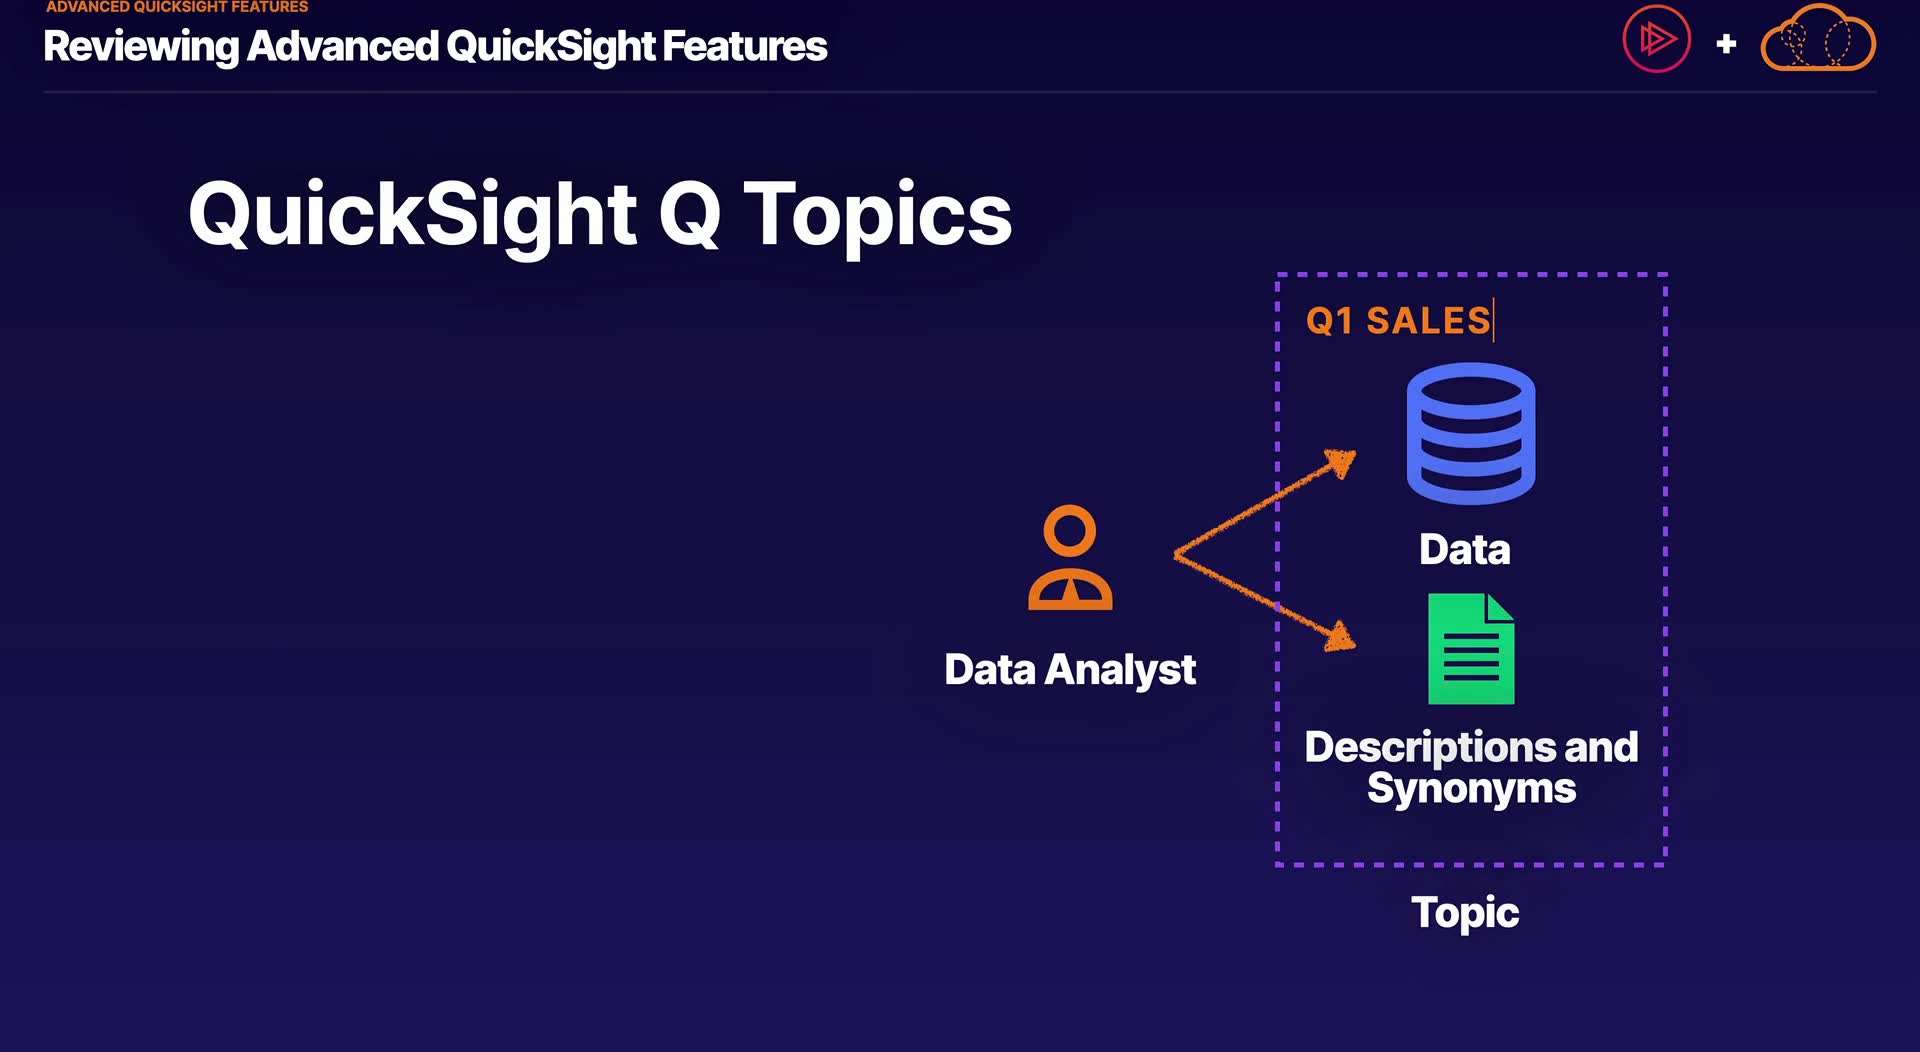 ADVANCED QUICKSIGHT FEATURES
Reviewing Advanced QuickSight Features
+
QuickSight Q Topics
Q1 SALES
Data
Data Analyst
Descriptions and
Synonyms
Topic